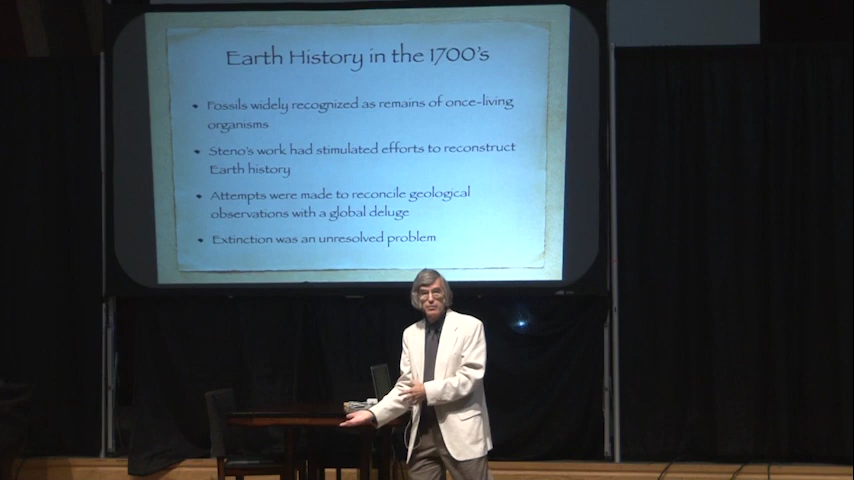 Earth History in the 1700's
• Fossils widely recognized as remains of once-living
organisms
• Steno's work had stimulated efforts to reconstruct
Earth history
• Attempts were made to reconcile geological
observations with a global deluge
• Extinction was an unresolved problem